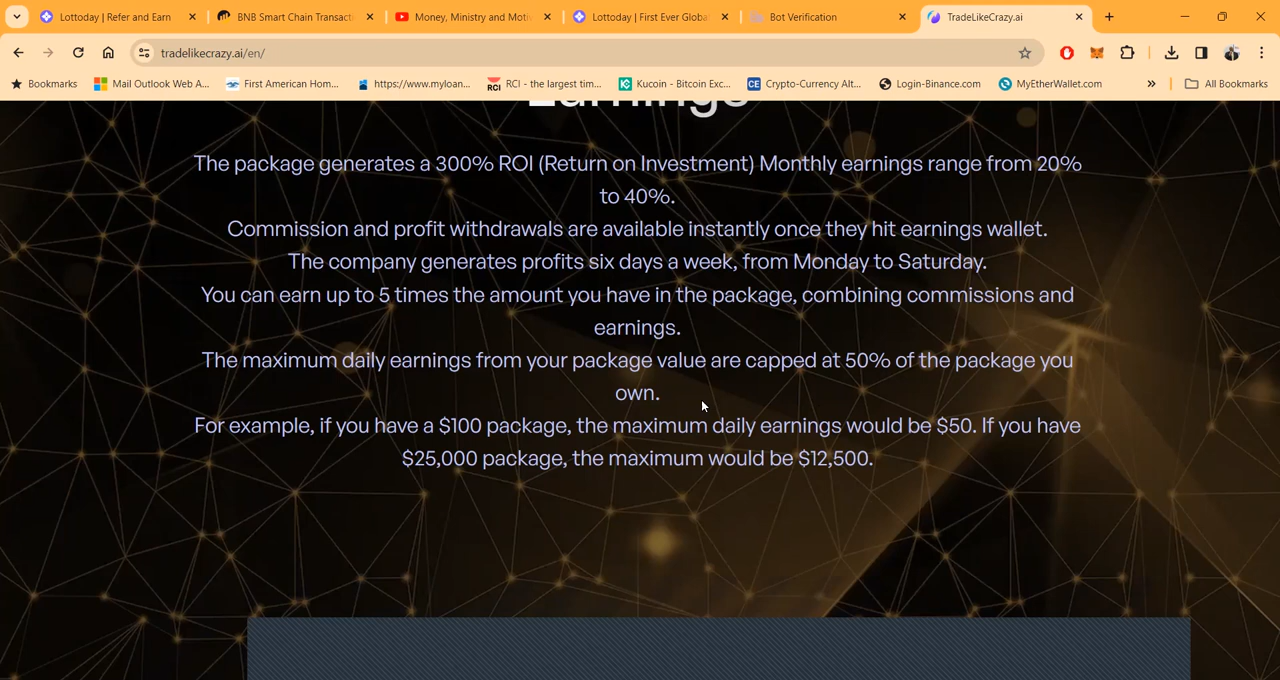 Lottoday | Refer and Earn
BNB Smart Chain Transacti
Money, Ministry and Moti
Lottoday | First Ever Globa
Bot Verification
TradeLikeCrazy.ai
tradelikecrazy.ai/en/
Bookmarks
Mail Outlook Web A...
First American Hom...
https://www.myloan...
RCI - the largest tim...
Kucoin - Bitcoin Exc...
Crypto-Currency Alt...
Login-Binance.com
MyEtherWallet.com
All Bookmarks
Earnings
The package generates a 300% ROI (Return on Investment) Monthly earnings range from 20%
to 40%.
Commission and profit withdrawals are available instantly once they hit earnings wallet.
The company generates profits six days a week, from Monday to Saturday.
You can earn up to 5 times the amount you have in the package, combining commissions and
earnings.
The maximum daily earnings from your package value are capped at 50% of the package you
own.
For example, if you have a $100 package, the maximum daily earnings would be $50. If you have
$25,000 package, the maximum would be $12,500.